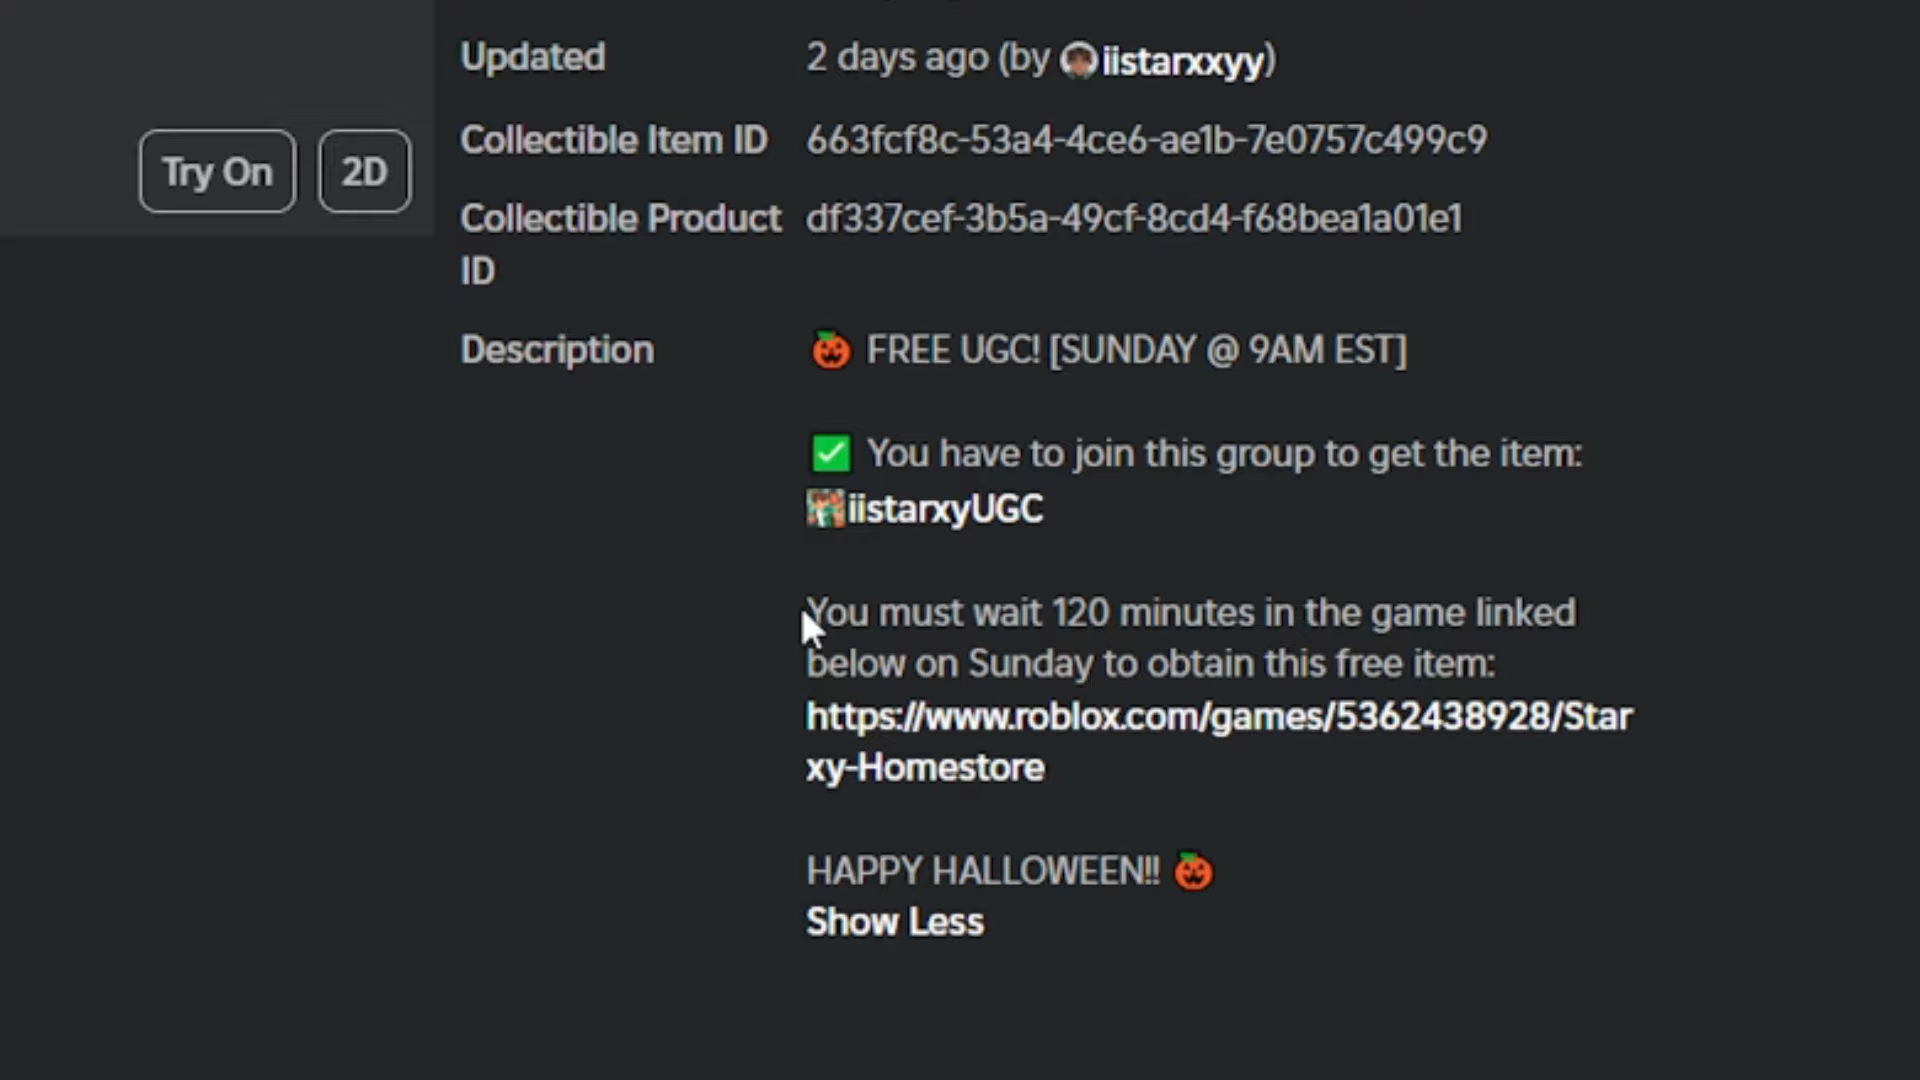 Updated 2 days ago (by iistarxxyy)
Try On 2D
Collectible Item ID 663fcf8c-53a4-4ce6-ae1b-7e0757c499c9
Collectible Product df337cef-3b5a-49cf-8cd4-f68bea1a01e1
ID
Description 🎃 FREE UGC! [SUNDAY @ 9AM EST]
✅ You have to join this group to get the item:
iistarxyUGC
You must wait 120 minutes in the game linked
below on Sunday to obtain this free item:
https://www.roblox.com/games/5362438928/Star
xy-Homestore
HAPPY HALLOWEEN!! 🎃
Show Less